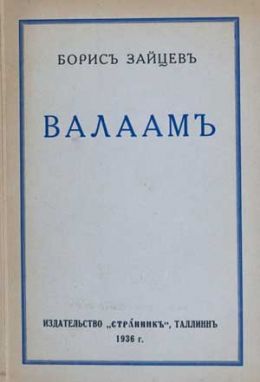 БОРИСЪ ЗАЙЦЕВЪ
ВАЛААМЪ
ИЗДАТЕЛЬСТВО „СТРАННИКЪ“, ТАЛЛИННЪ
1936 г.